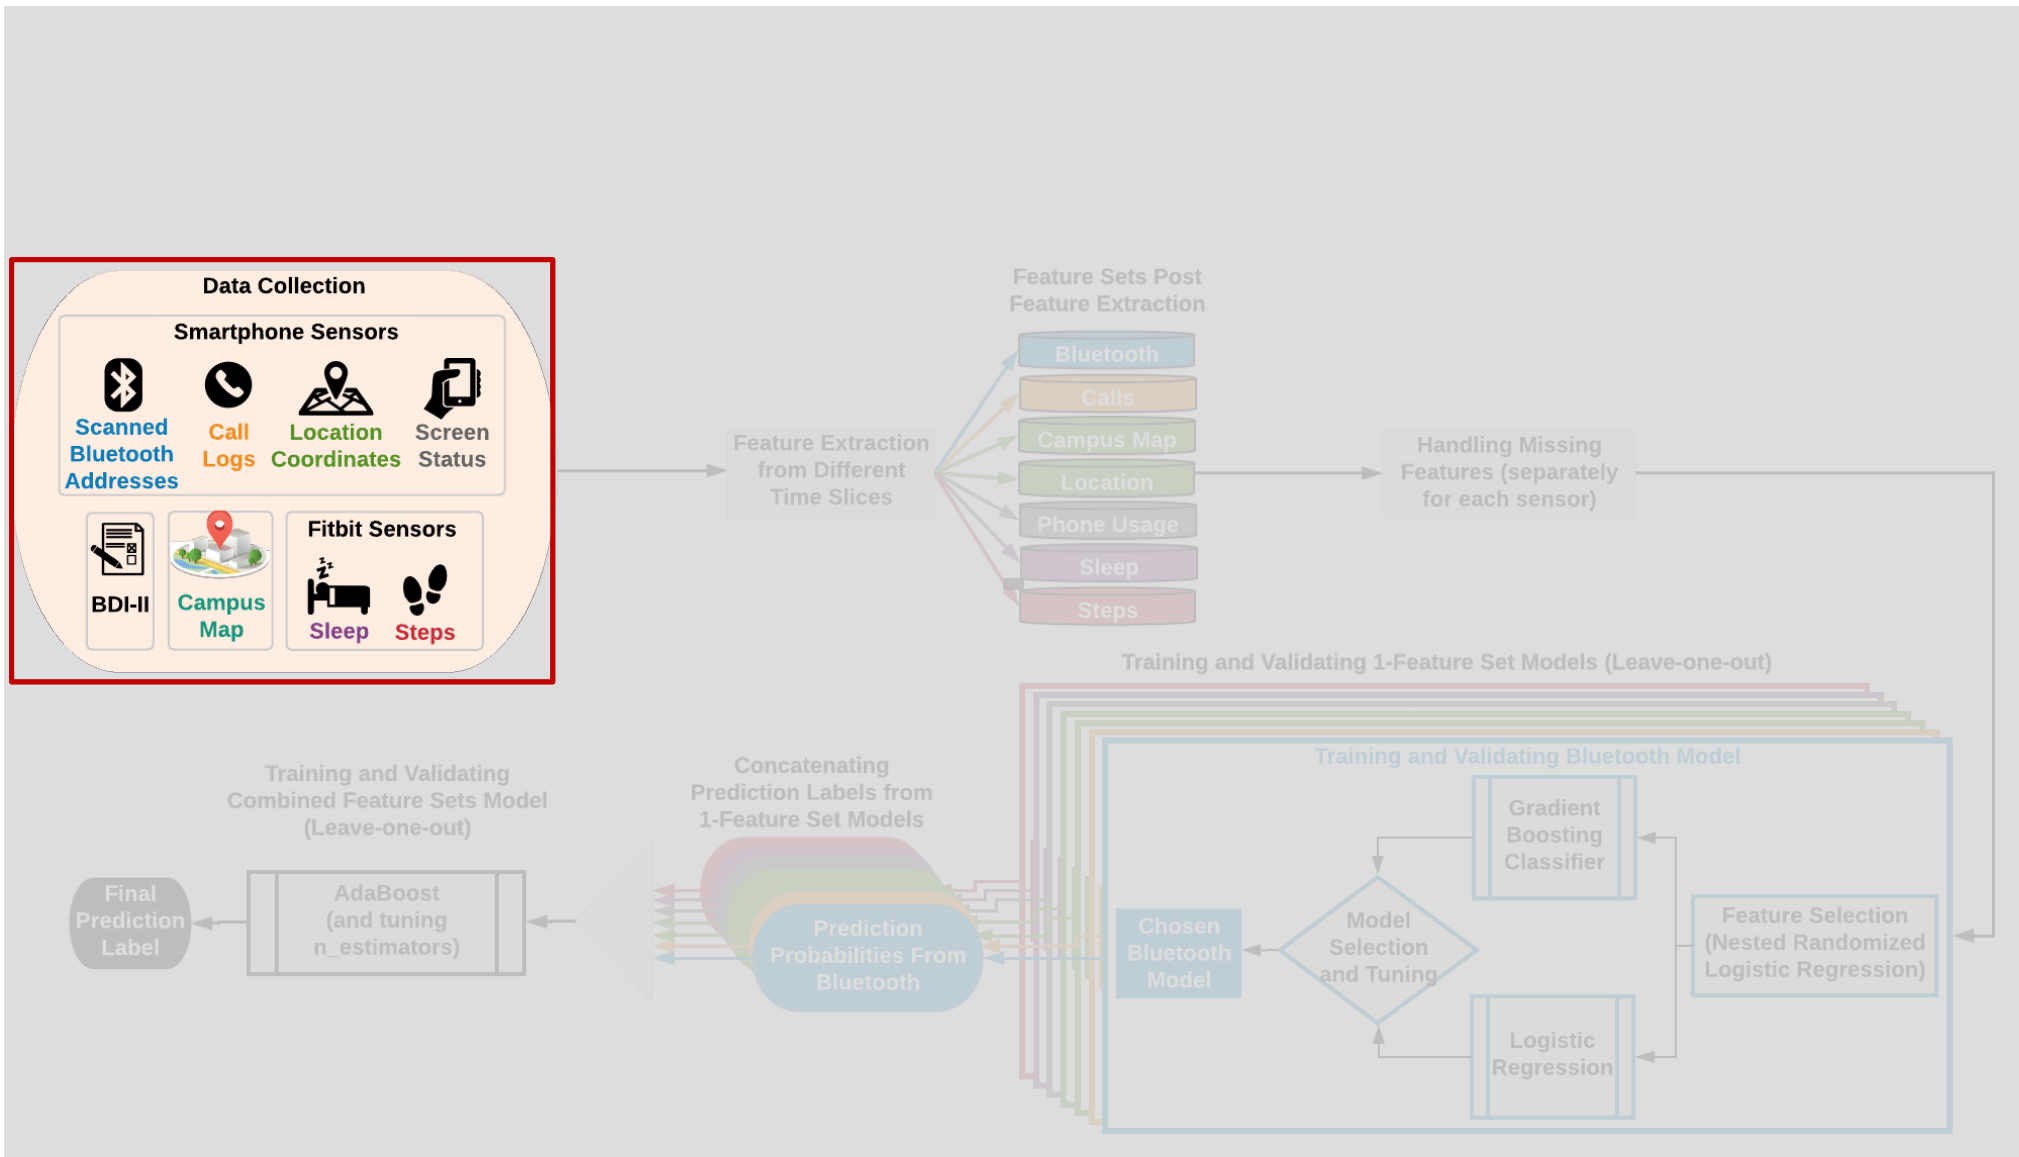 Data Collection
Smartphone Sensors
Scanned
Bluetooth
Addresses
Call
Logs
Location
Coordinates
Screen
Status
BDI-II
Campus
Map
Fitbit Sensors
zzz
Sleep
Steps
Feature Extraction
from Different
Time Slices
Feature Sets Post
Feature Extraction
Bluetooth
Calls
Campus Map
Location
Phone Usage
Sleep
Steps
Handling Missing
Features (separately
for each sensor)
Training and Validating 1-Feature Set Models (Leave-one-out)
Training and Validating Bluetooth Model
Feature Selection
(Nested Randomized
Logistic Regression)
Gradient
Boosting
Classifier
Logistic
Regression
Model
Selection
and Tuning
Chosen
Bluetooth
Model
Concatenating
Prediction Labels from
1-Feature Set Models
Prediction
Probabilities From
Bluetooth
Training and Validating
Combined Feature Sets Model
(Leave-one-out)
AdaBoost
(and tuning
n_estimators)
Final
Prediction
Label